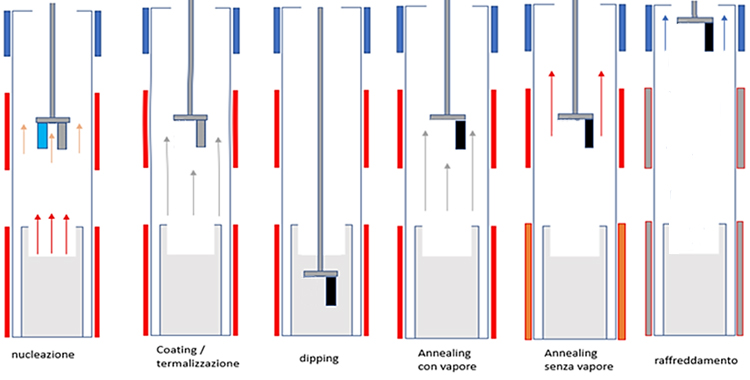 nucleazione
Coating /
termalizzazione
dipping
Annealing
con vapore
Annealing
senza vapore
raffreddamento